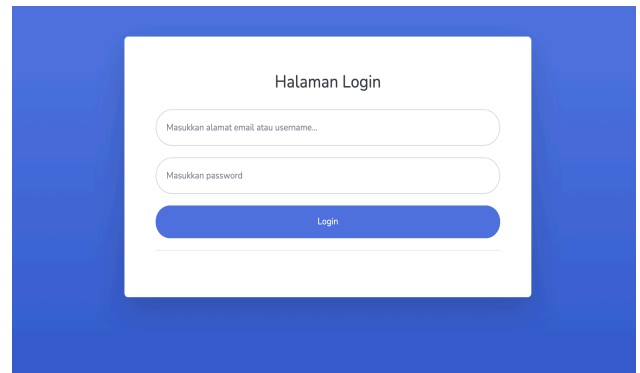 Halaman Login
Masukkan alamat email atau username...
Masukkan password
Login